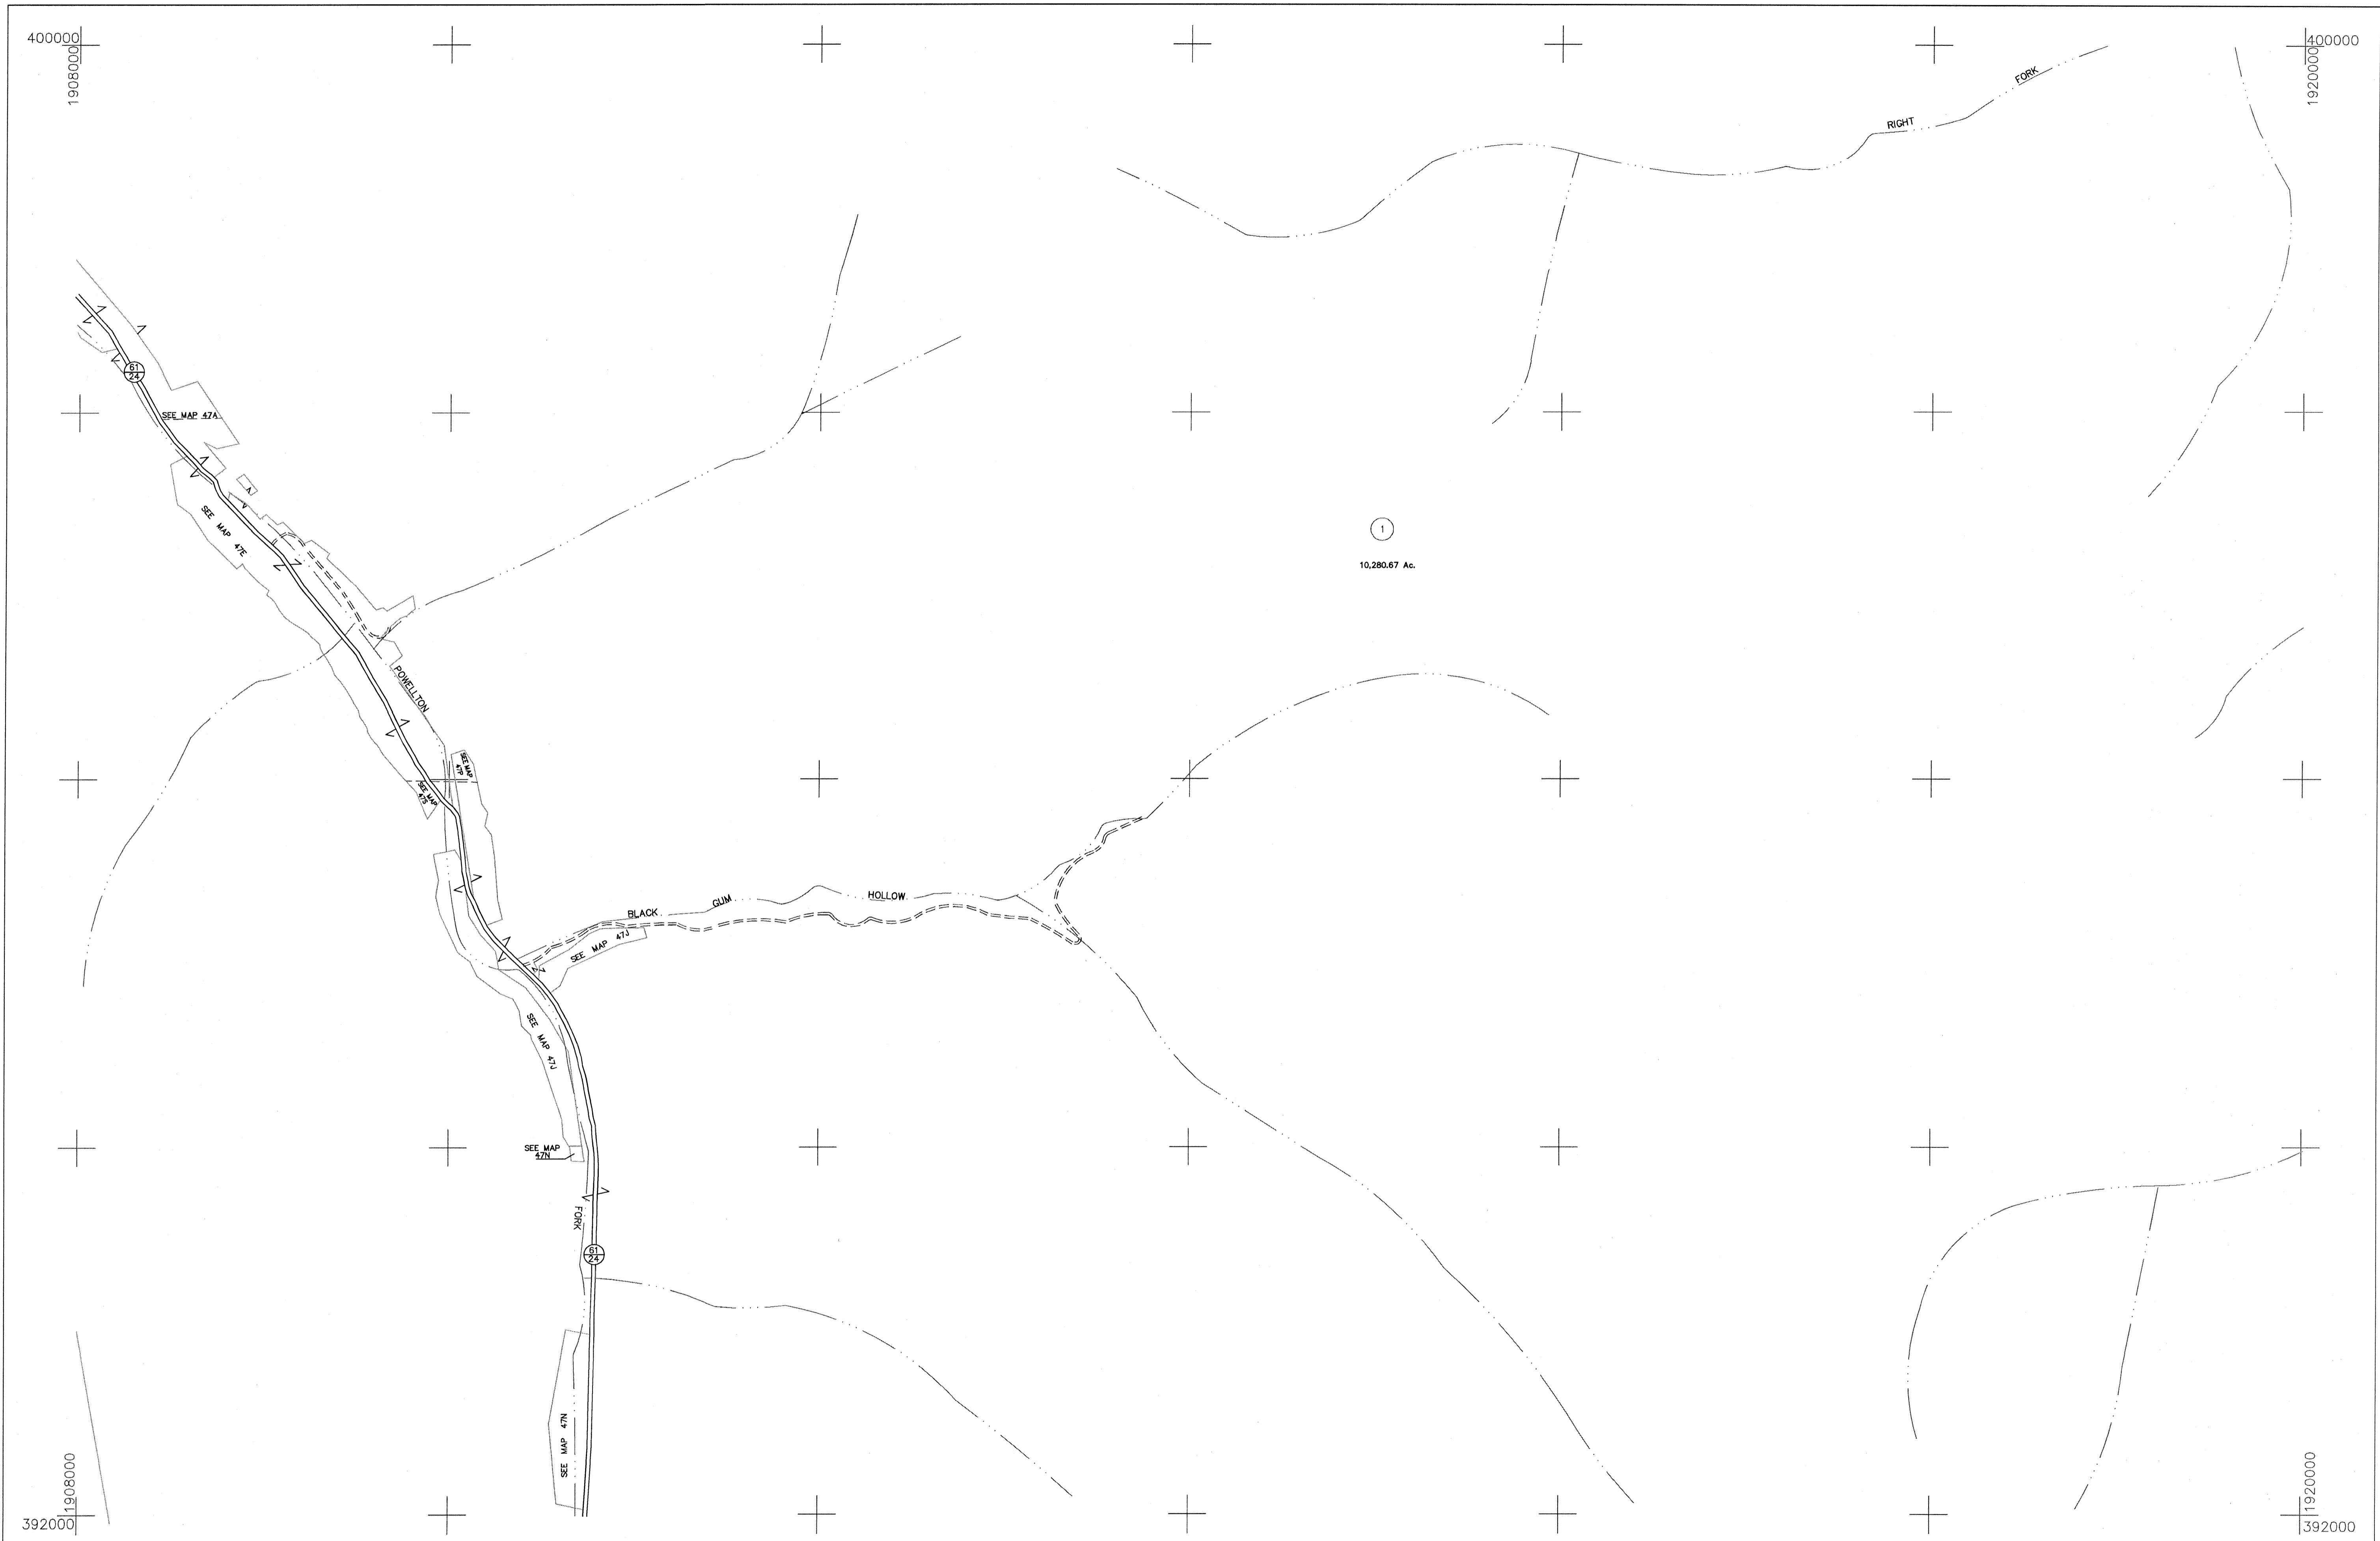 400000
1908000
400000
1920000
FORK
RIGHT
61
24
SEE MAP 47A
SEE MAP 47E
1
10,280.67 Ac.
POWELLTON
SEE MAP
47P
SEE MAP
47S
BLACK GUM HOLLOW
SEE MAP 47J
SEE MAP 47J
SEE MAP
47N
FORK
61
24
SEE MAP 47N
1908000
392000
1920000
392000